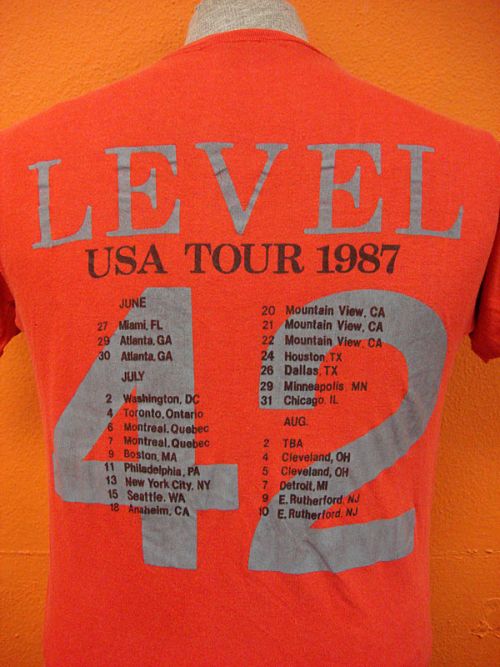 LEVEL
USA TOUR 1987
42
JUNE
27 Miami, FL
29 Atlanta, GA
30 Atlanta, GA
JULY
2 Washington, DC
4 Toronto, Ontario
6 Montreal, Quebec
7 Montreal, Quebec
9 Boston, MA
11 Philadelphia, PA
13 New York City, NY
15 Seattle, WA
18 Anaheim, CA
20 Mountain View, CA
21 Mountain View, CA
22 Mountain View, CA
24 Houston, TX
26 Dallas, TX
29 Minneapolis, MN
31 Chicago, IL
AUG.
2 TBA
4 Cleveland, OH
5 Cleveland, OH
7 Detroit, MI
9 E. Rutherford, NJ
10 E. Rutherford, NJ